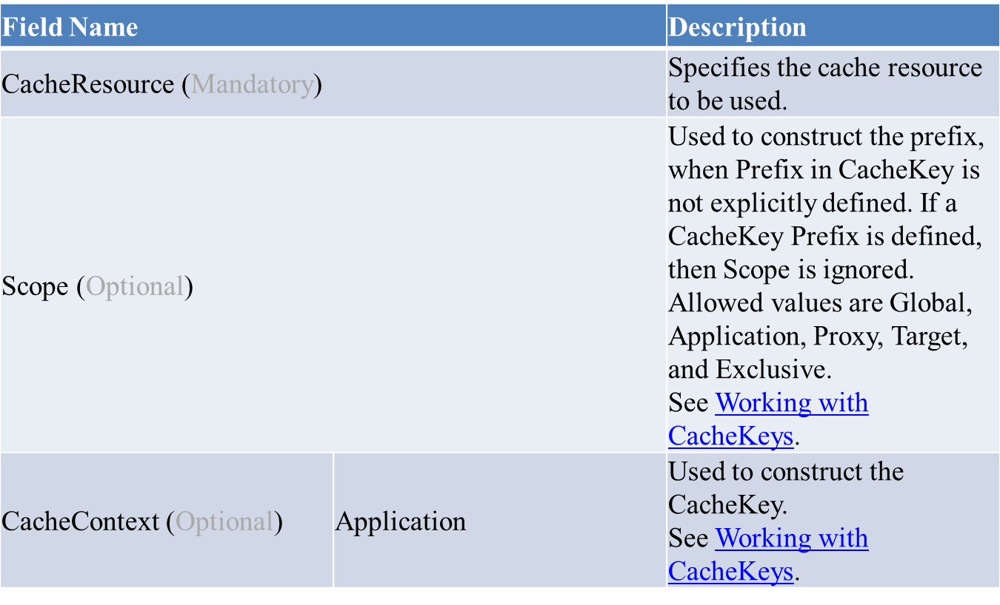 Field Name
Description
CacheResource (Mandatory)
Specifies the cache resource
to be used.
Scope (Optional)
Used to construct the prefix,
when Prefix in CacheKey is
not explicitly defined. If a
CacheKey Prefix is defined,
then Scope is ignored.
Allowed values are Global,
Application, Proxy, Target,
and Exclusive.
See Working with
CacheKeys.
CacheContext (Optional)
Application
Used to construct the
CacheKey.
See Working with
CacheKeys.